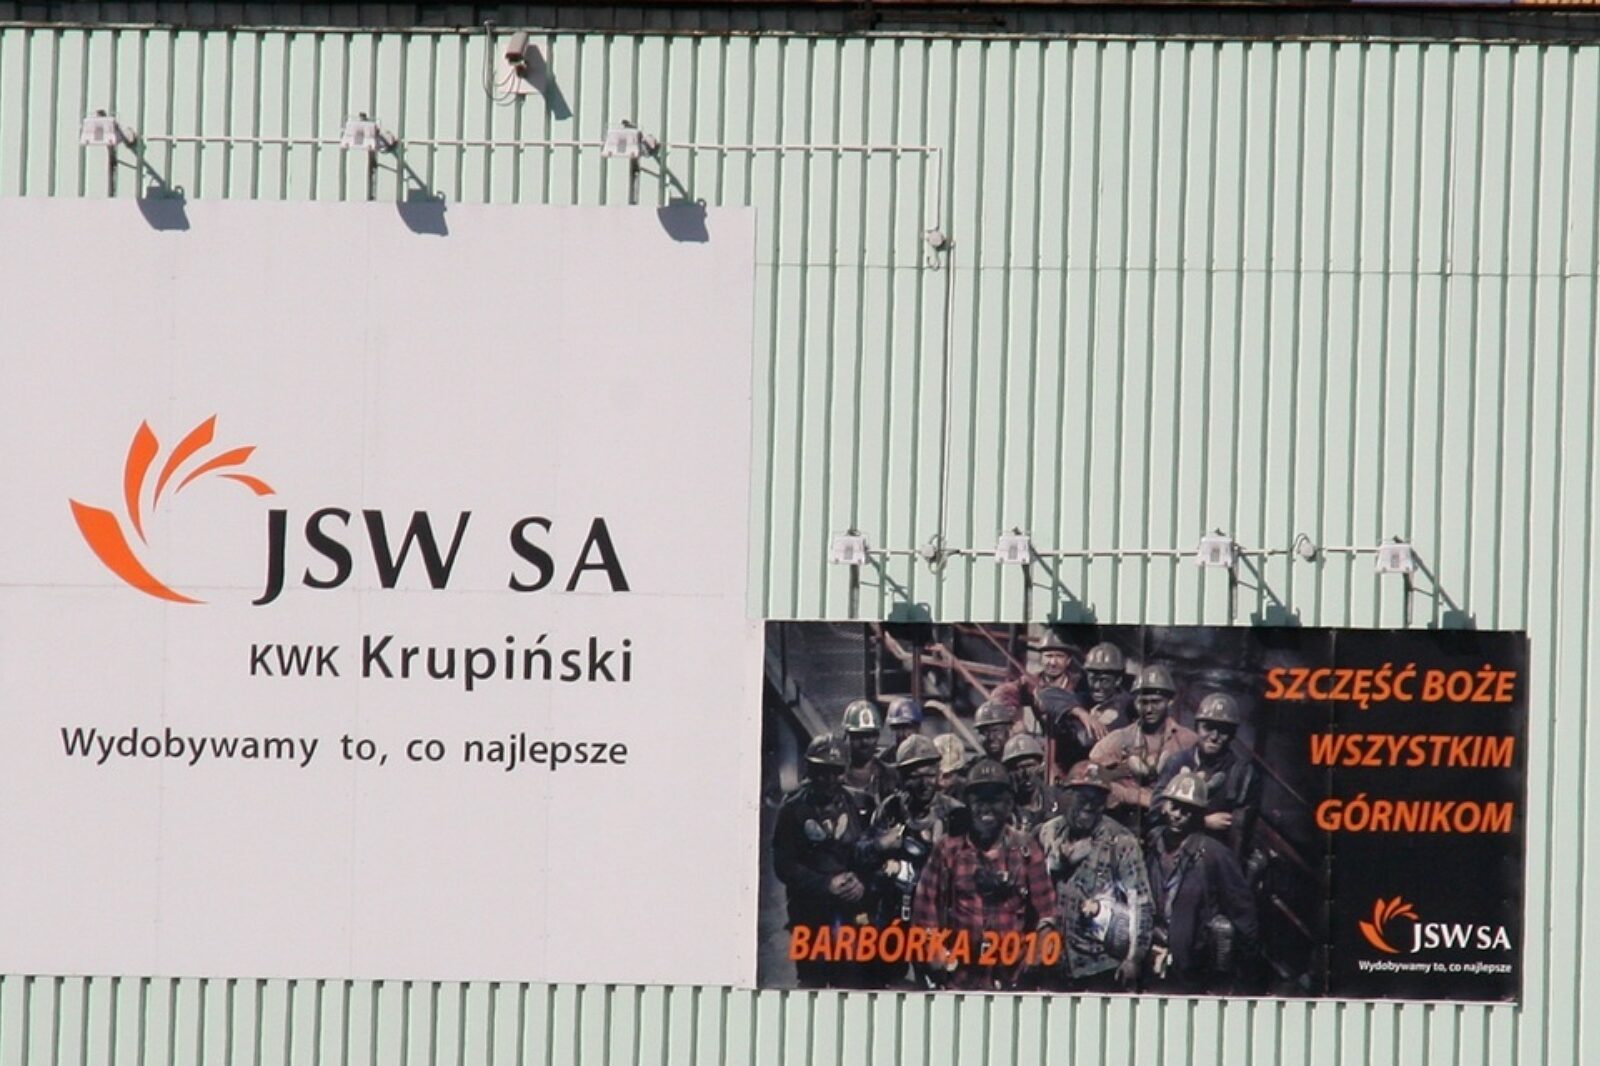 JSW SA
KWK Krupiński
Wydobywamy to, co najlepsze
SZCZĘŚĆ BOŻE
WSZYSTKIM
GÓRNIKOM
BARBÓRKA 2010
JSW SA
Wydobywamy to, co najlepsze